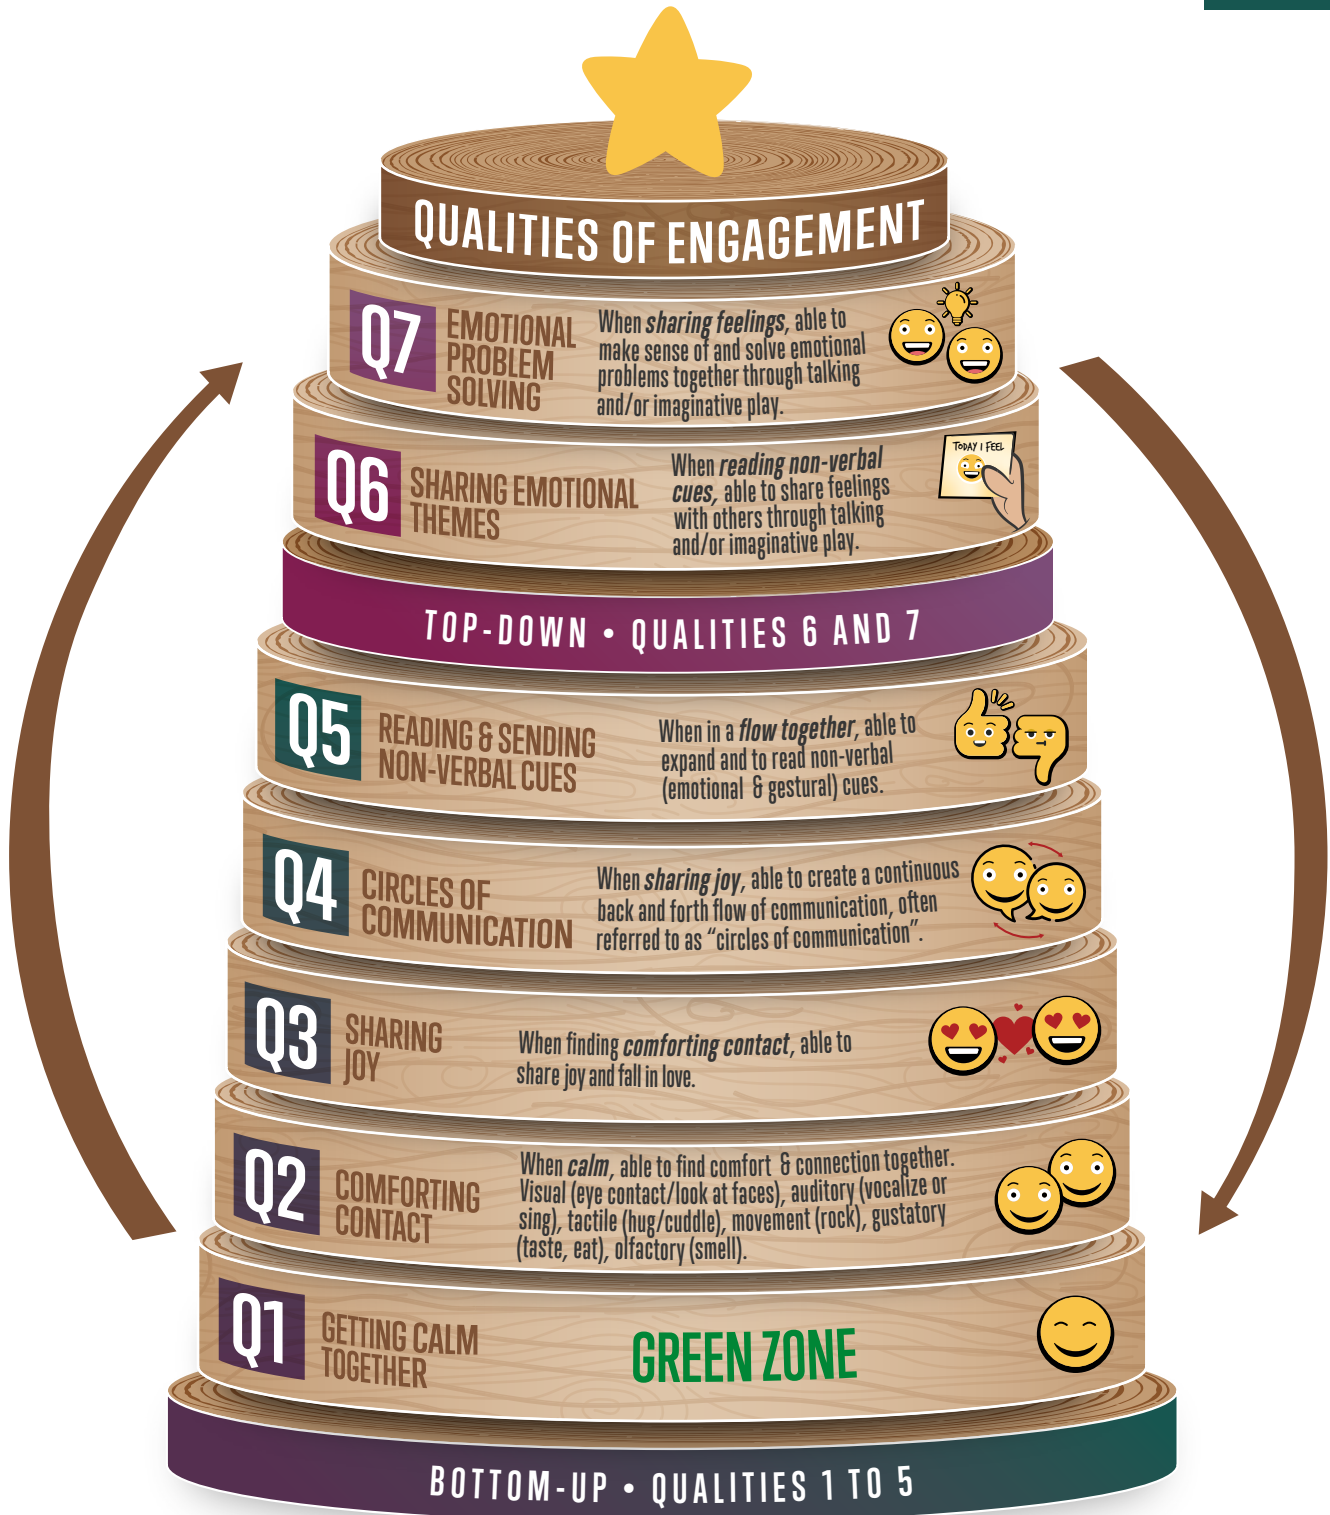 QUALITIES OF ENGAGEMENT
Q7
EMOTIONAL
PROBLEM
SOLVING
When sharing feelings, able to
make sense of and solve emotional
problems together through talking
and/or imaginative play.
Q6
SHARING EMOTIONAL
THEMES
When reading non-verbal
cues, able to share feelings
with others through talking
and/or imaginative play.
TODAY I FEEL
TOP-DOWN • QUALITIES 6 AND 7
Q5
READING & SENDING
NON-VERBAL CUES
When in a flow together, able to
expand and to read non-verbal
(emotional & gestural) cues.
Q4
CIRCLES OF
COMMUNICATION
When sharing joy, able to create a continuous
back and forth flow of communication, often
referred to as “circles of communication”.
Q3
SHARING
JOY
When finding comforting contact, able to
share joy and fall in love.
Q2
COMFORTING
CONTACT
When calm, able to find comfort & connection together.
Visual (eye contact/look at faces), auditory (vocalize or
sing), tactile (hug/cuddle), movement (rock), gustatory
(taste, eat), olfactory (smell).
Q1
GETTING CALM
TOGETHER
GREEN ZONE
BOTTOM-UP • QUALITIES 1 TO 5